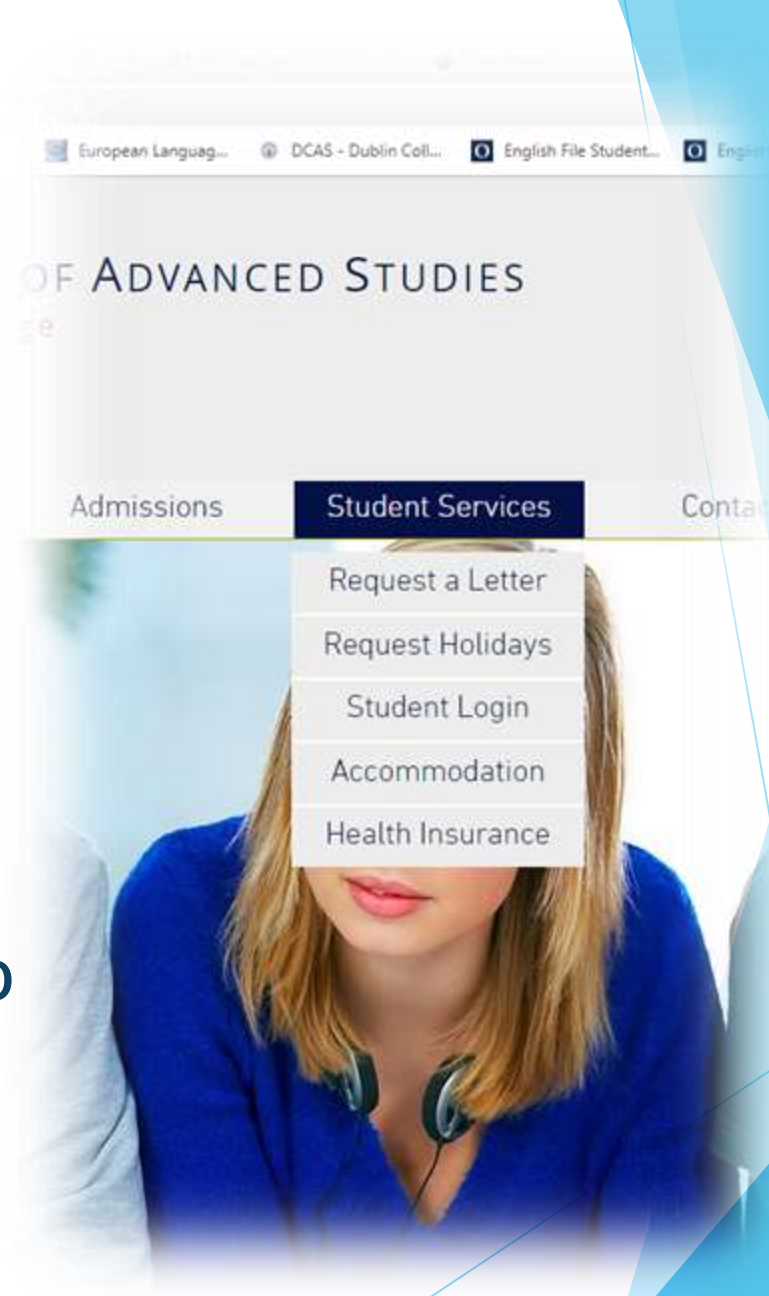 European Languag... DCAS - Dublin Coll... English File Student...
OF ADVANCED STUDIES
Admissions Student Services
Request a Letter
Request Holidays
Student Login
Accommodation
Health Insurance